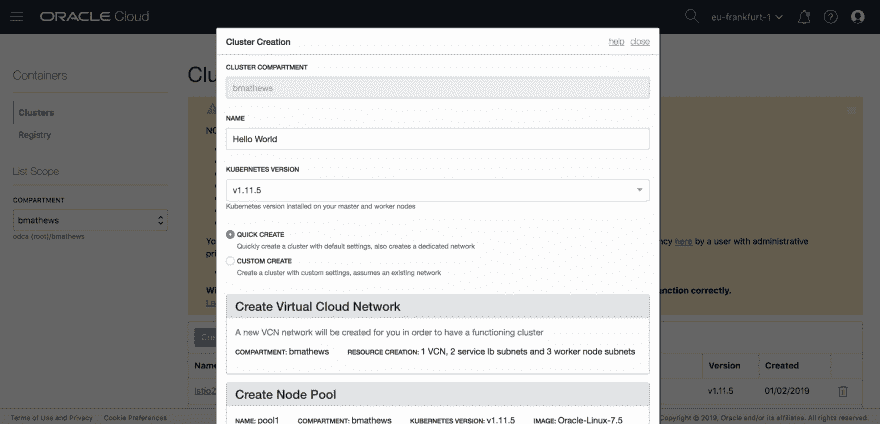 ORACLE Cloud
eu-frankfurt-1
Cluster Creation
help close
CLUSTER COMPARTMENT
bmathews
NAME
Hello World
KUBERNETES VERSION
v1.11.5
Kubernetes version installed on your master and worker nodes
QUICK CREATE
Quickly create a cluster with default settings, also creates a dedicated network
CUSTOM CREATE
Create a cluster with custom settings, assumes an existing network
Create Virtual Cloud Network
A new VCN network will be created for you in order to have a functioning cluster
COMPARTMENT: bmathews RESOURCE CREATION: 1 VCN, 2 service lb subnets and 3 worker node subnets
Create Node Pool
NAME: pool1 COMPARTMENT: bmathews KUBERNETES VERSION: v1.11.5 IMAGE: Oracle-Linux-7.5
Containers
Clusters
Registry
List Scope
COMPARTMENT
bmathews
odca (root)/bmathews
Clu
NO
Yo
pri
Wi
La
ncy here by a user with administrative
nction correctly.
Cre
Name
Version Created
v1.11.5 01/02/2019
Terms of Use and Privacy Cookie Preferences
Copyright © 2019, Oracle and/or its affiliates. All rights reserved.